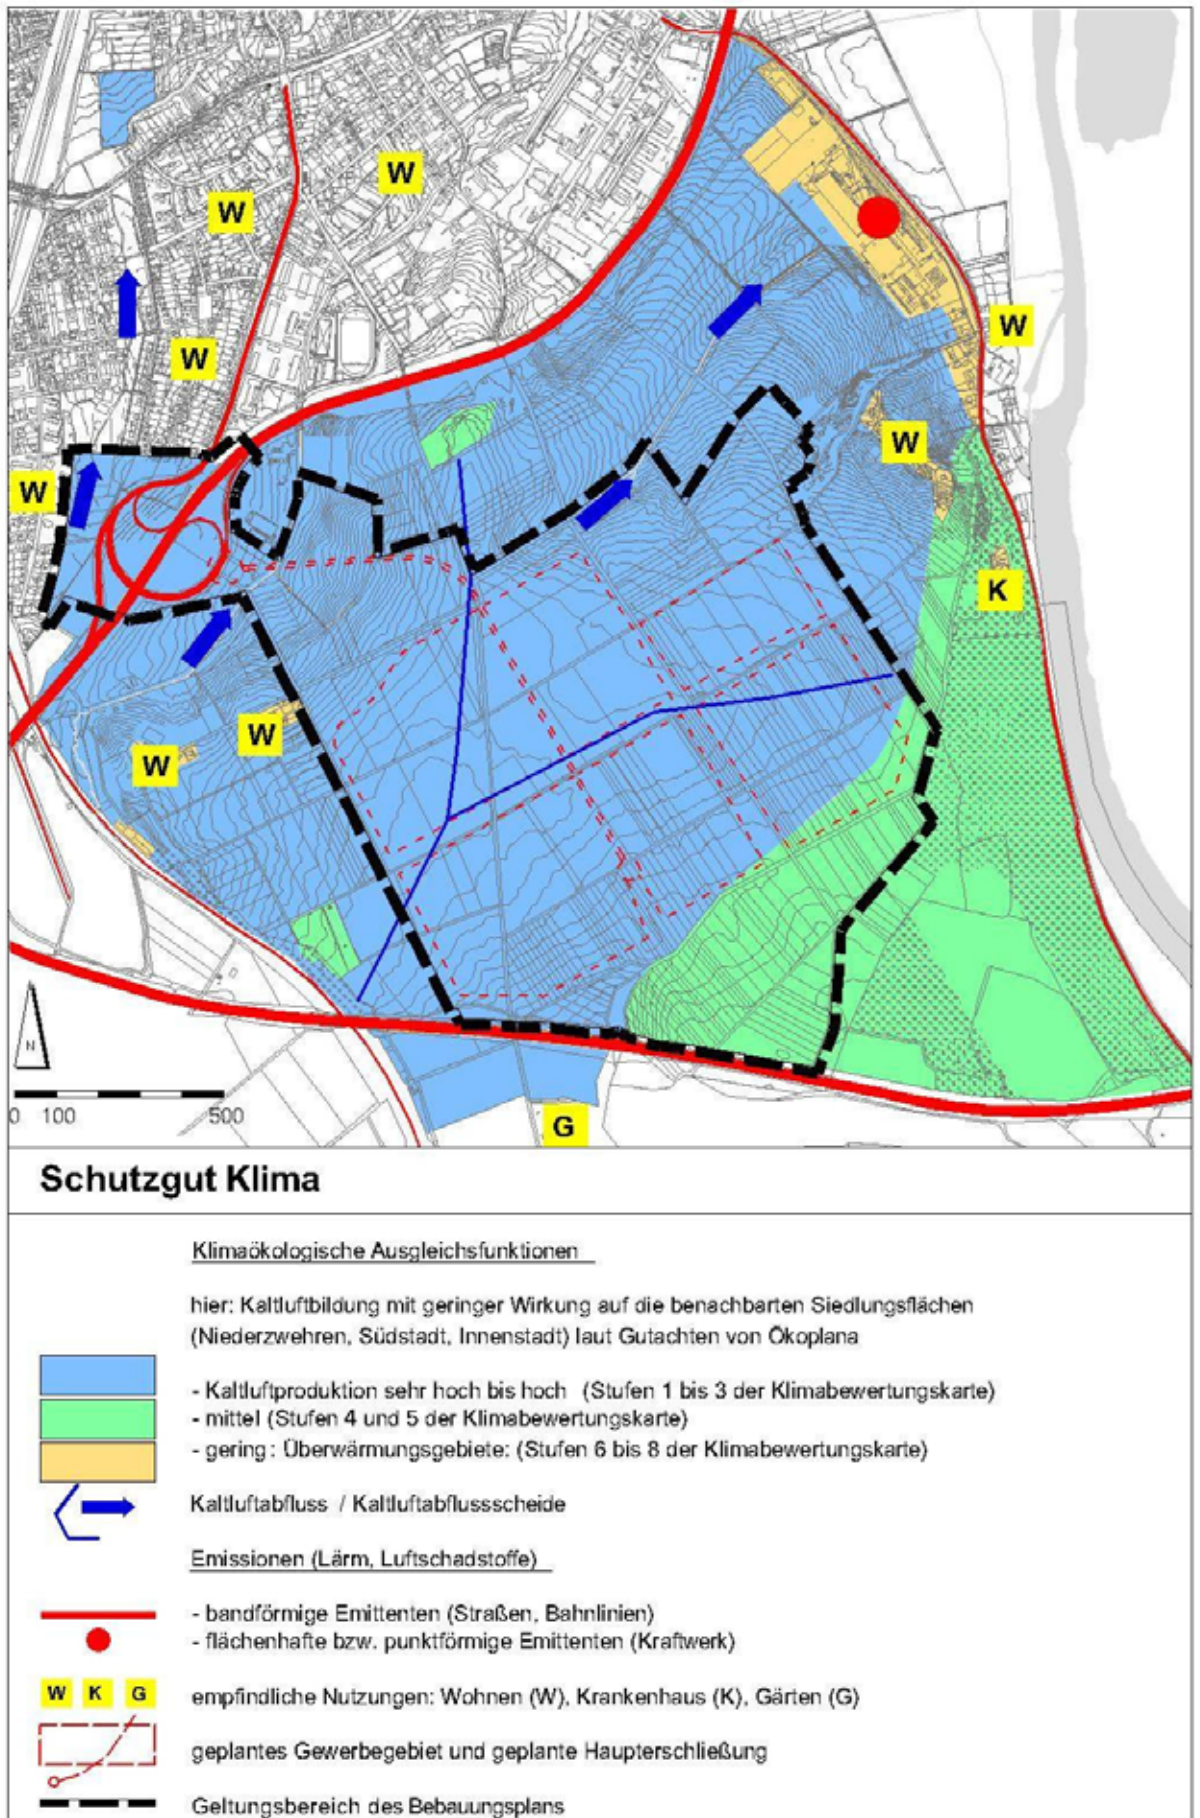 W
W
W
W
W
W
K
W
W
W
N
0 100 500
G
Schutzgut Klima
Klimaökologische Ausgleichsfunktionen
hier: Kaltluftbildung mit geringer Wirkung auf die benachbarten Siedlungsflächen
(Niederzwehren, Südstadt, Innenstadt) laut Gutachten von Ökoplana
- Kaltluftproduktion sehr hoch bis hoch (Stufen 1 bis 3 der Klimabewertungskarte)
- mittel (Stufen 4 und 5 der Klimabewertungskarte)
- gering : Überwärmungsgebiete: (Stufen 6 bis 8 der Klimabewertungskarte)
Kaltluftabfluss / Kaltluftabflussscheide
Emissionen (Lärm, Luftschadstoffe)
- bandförmige Emittenten (Straßen, Bahnlinien)
- flächenhafte bzw. punktförmige Emittenten (Kraftwerk)
W K G empfindliche Nutzungen: Wohnen (W), Krankenhaus (K), Gärten (G)
geplantes Gewerbegebiet und geplante Haupterschließung
Geltungsbereich des Bebauungsplans